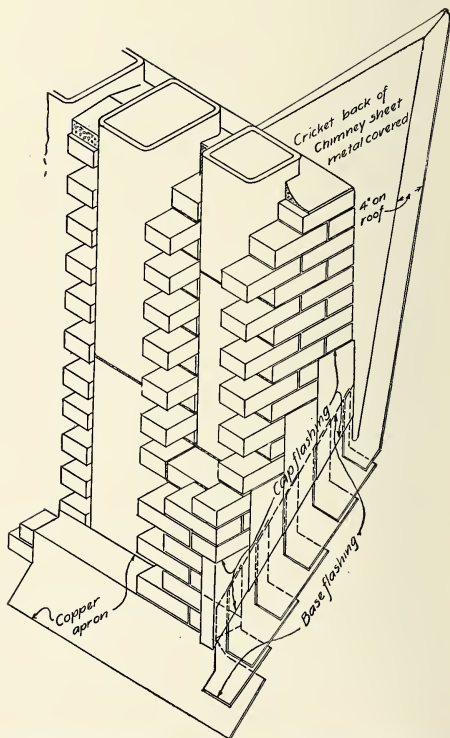 Cricket back of
Chimney sheet
metal covered
4" on
roof
Cap flashing
Base flashing
Copper
apron